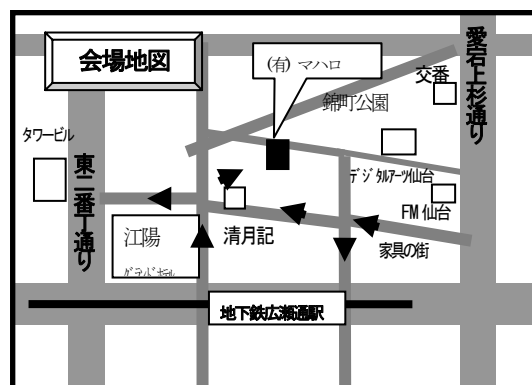 会場地図
(有) マハロ
愛宕上杉通り
交番
錦町公園
タワービル
東二番丁通り
デジタルアーツ仙台
FM 仙台
江陽
グランドホテル
清月記
家具の街
地下鉄広瀬通駅